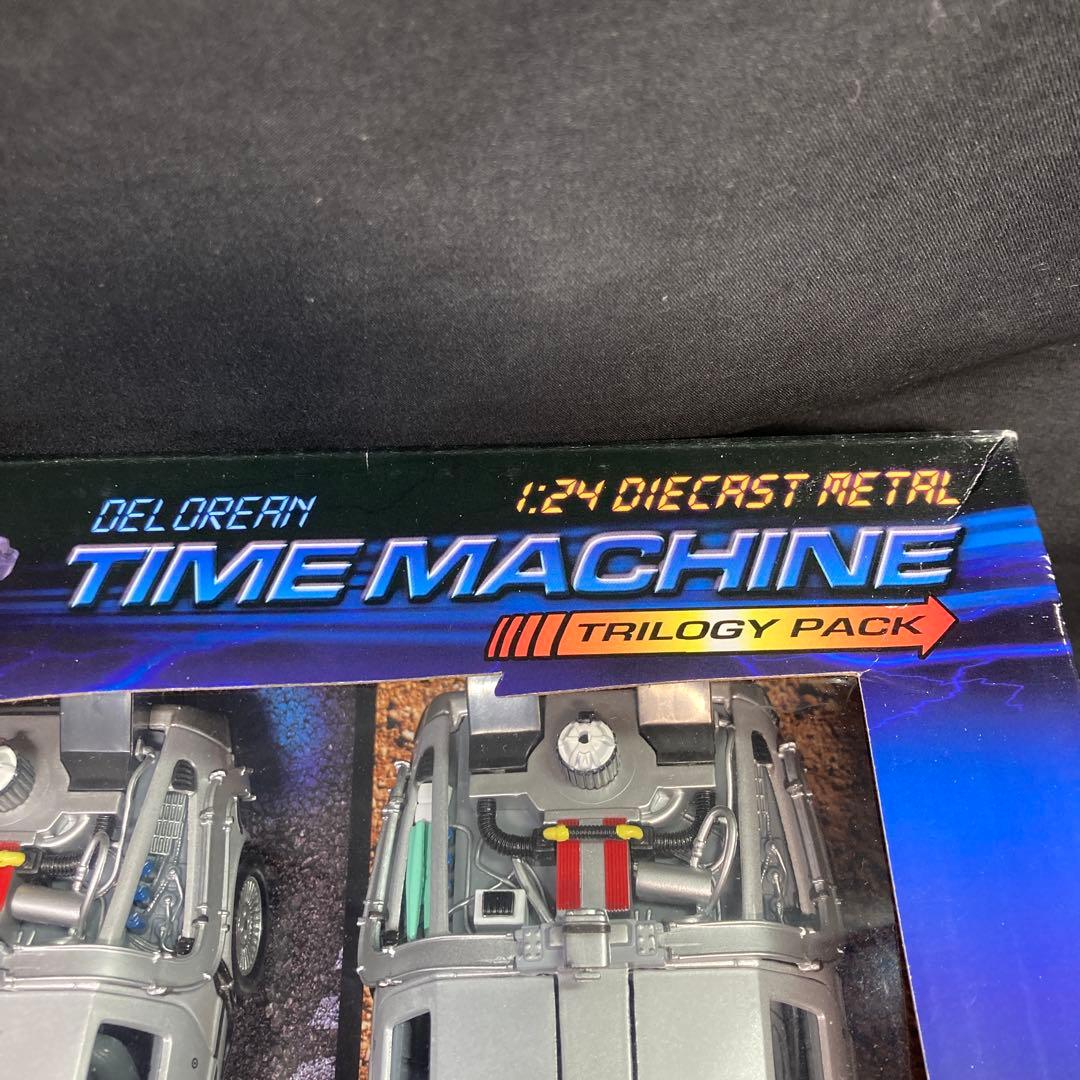 DELOREAN
1:24 DIECAST METAL
TIME MACHINE
TRILOGY PACK